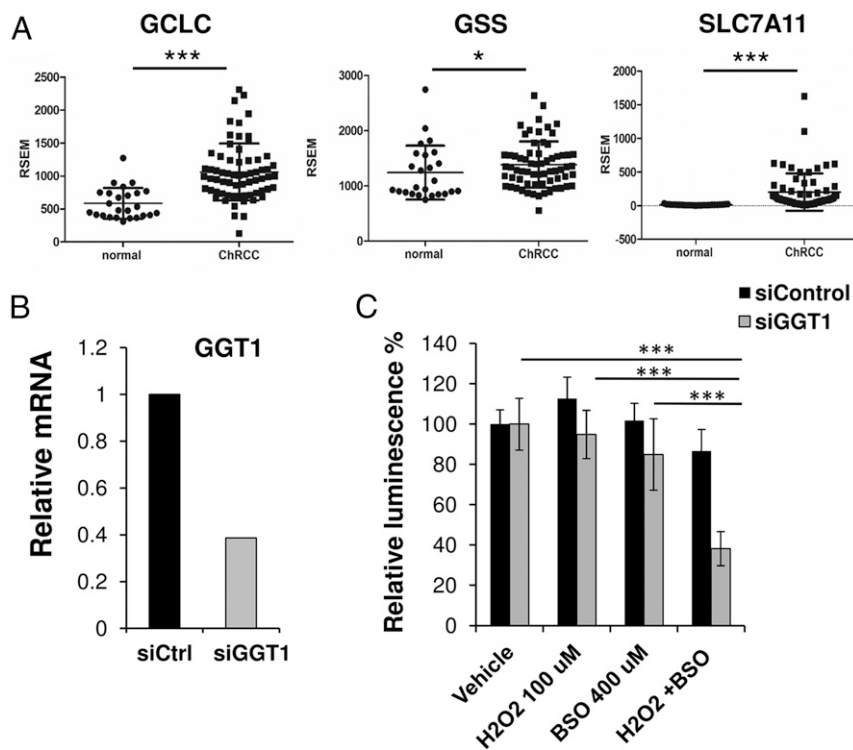 A
GCLC
GSS
SLC7A11
***
*
***
RSEM
2500
2000
1500
1000
500
0
normal
ChRCC
RSEM
3000
2000
1000
0
normal
ChRCC
RSEM
2000
1500
1000
500
0
-500
normal
ChRCC
B
GGT1
Relative mRNA
1.2
1
0.8
0.6
0.4
0.2
0
siCtrl
siGGT1
C
siControl
siGGT1
Relative luminescence %
140
120
100
80
60
40
20
0
***
***
***
Vehicle
H2O2 100 uM
BSO 400 uM
H2O2 +BSO